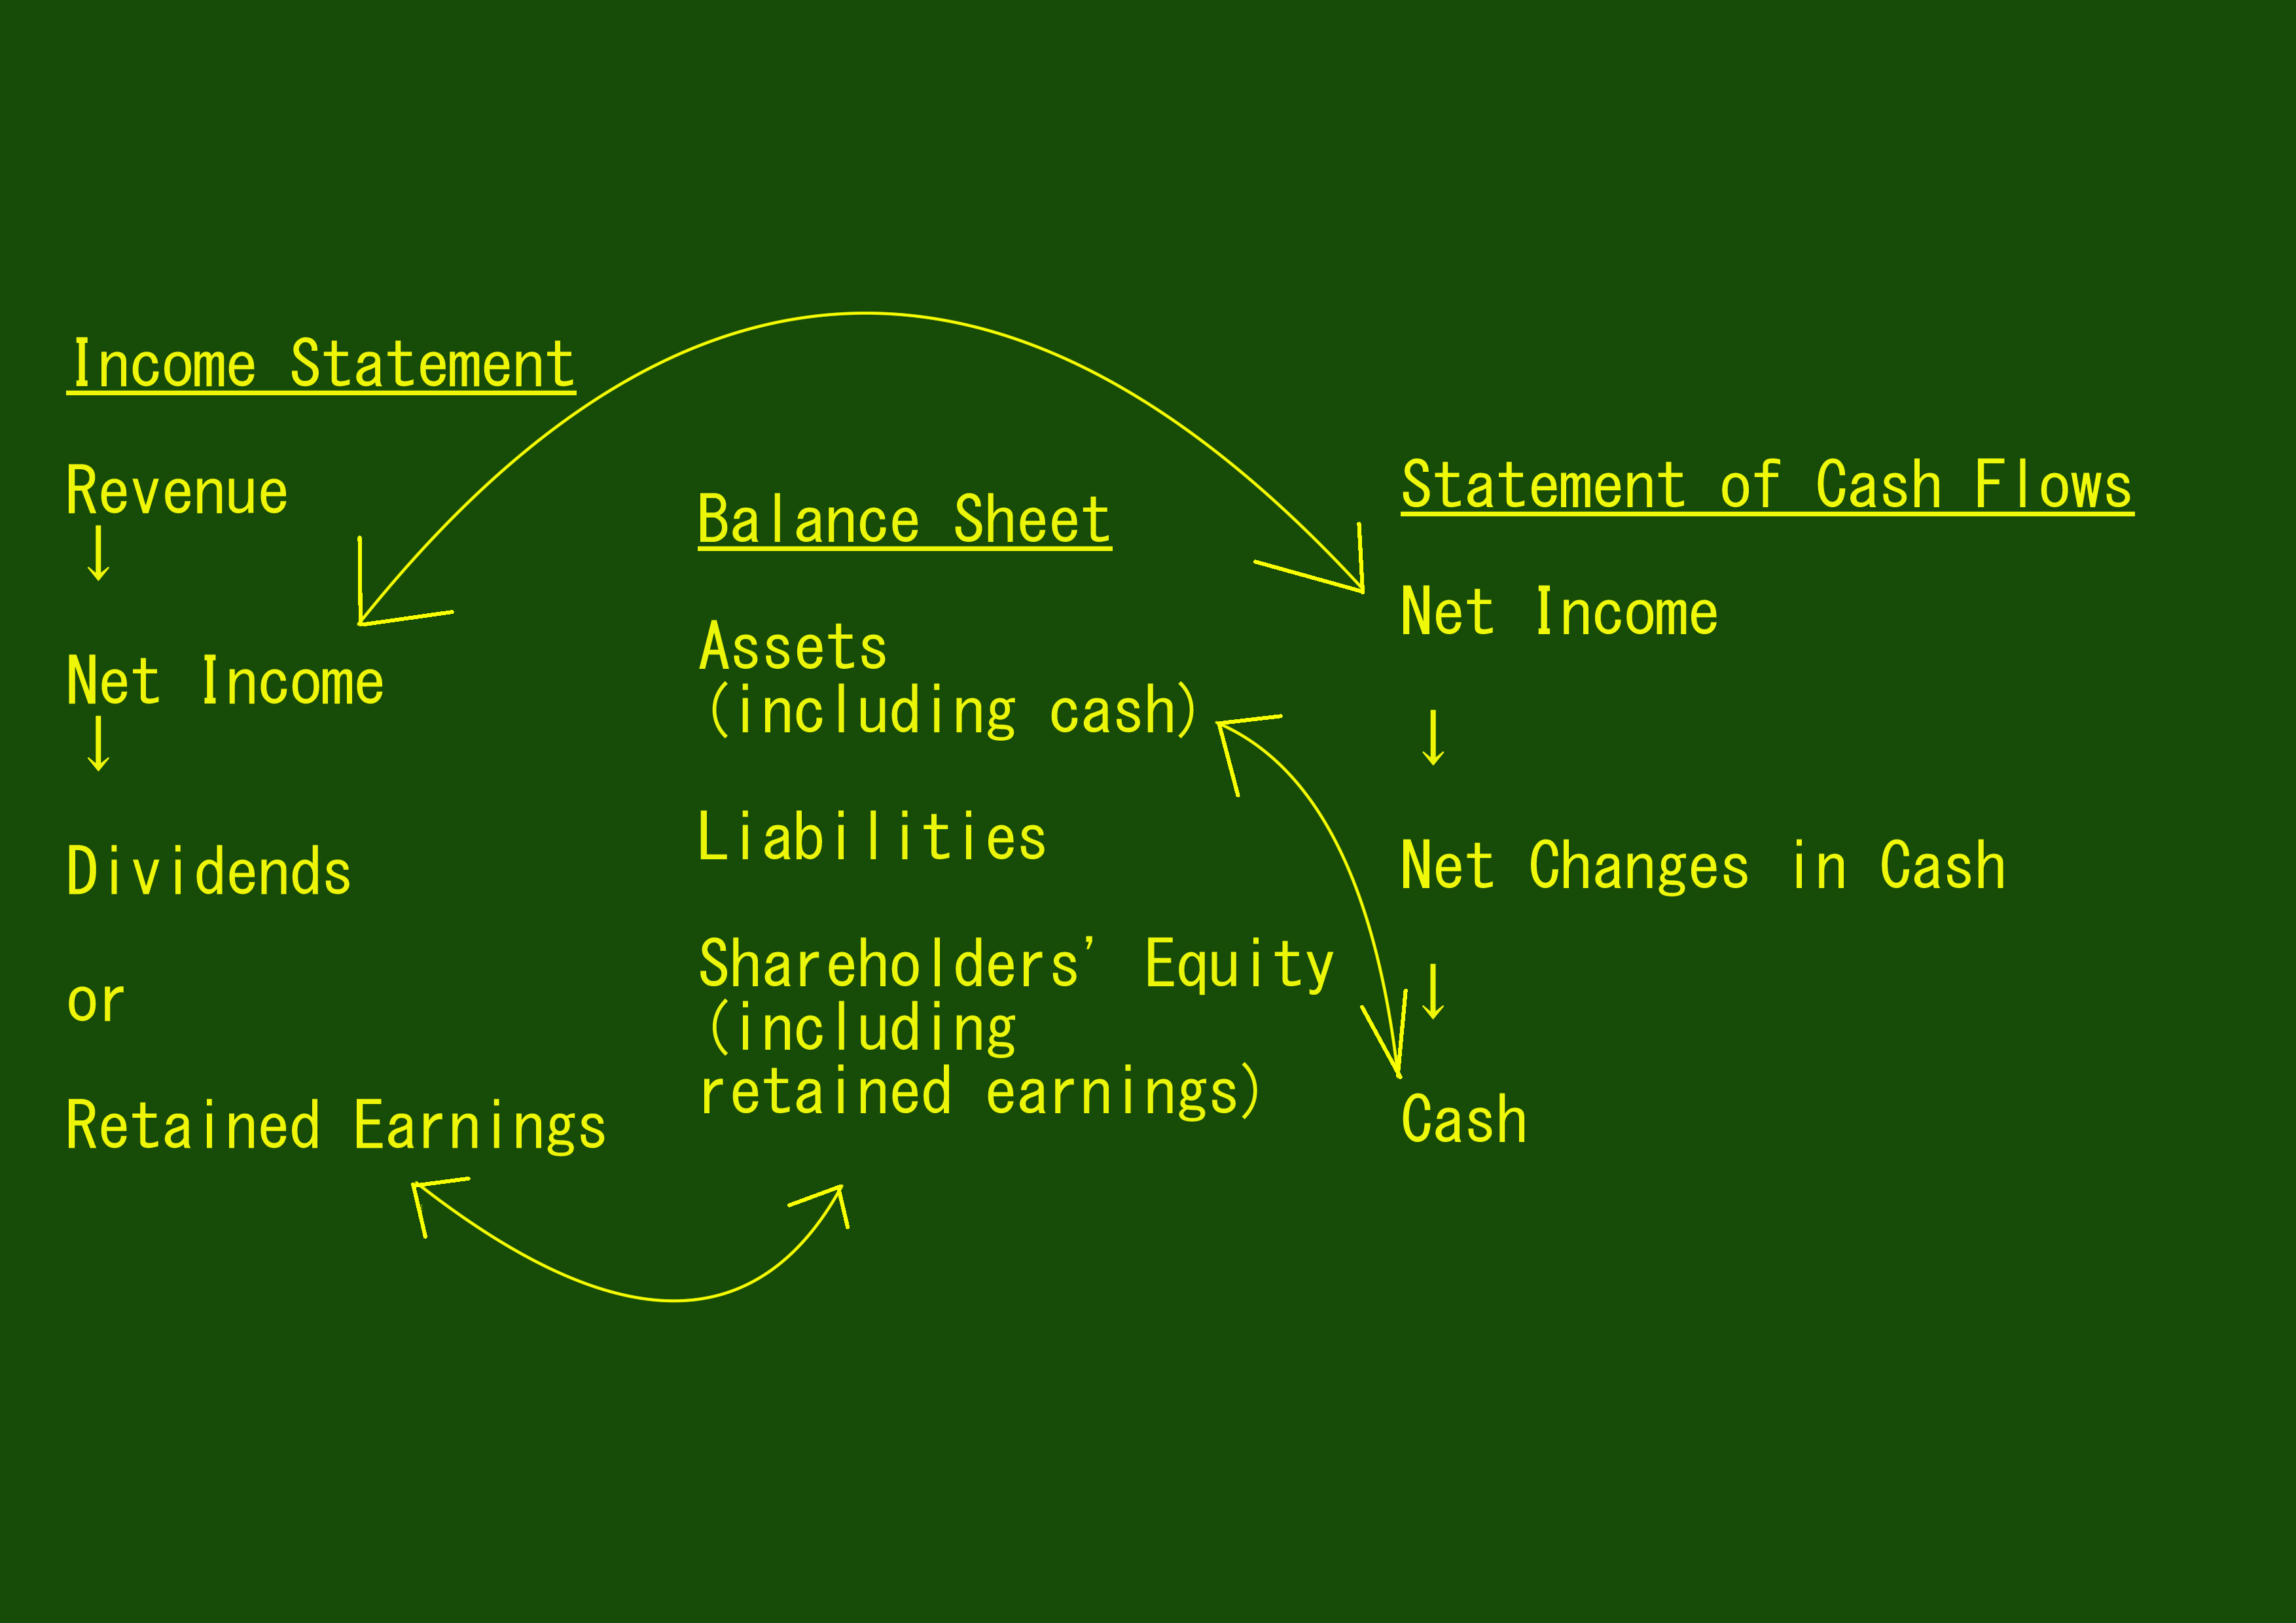 Income Statement
Revenue
↓
Net Income
↓
Dividends
or
Retained Earnings
Balance Sheet
Assets
(including cash)
Liabilities
Shareholders' Equity
(including
retained earnings)
Statement of Cash Flows
Net Income
↓
Net Changes in Cash
↓
Cash